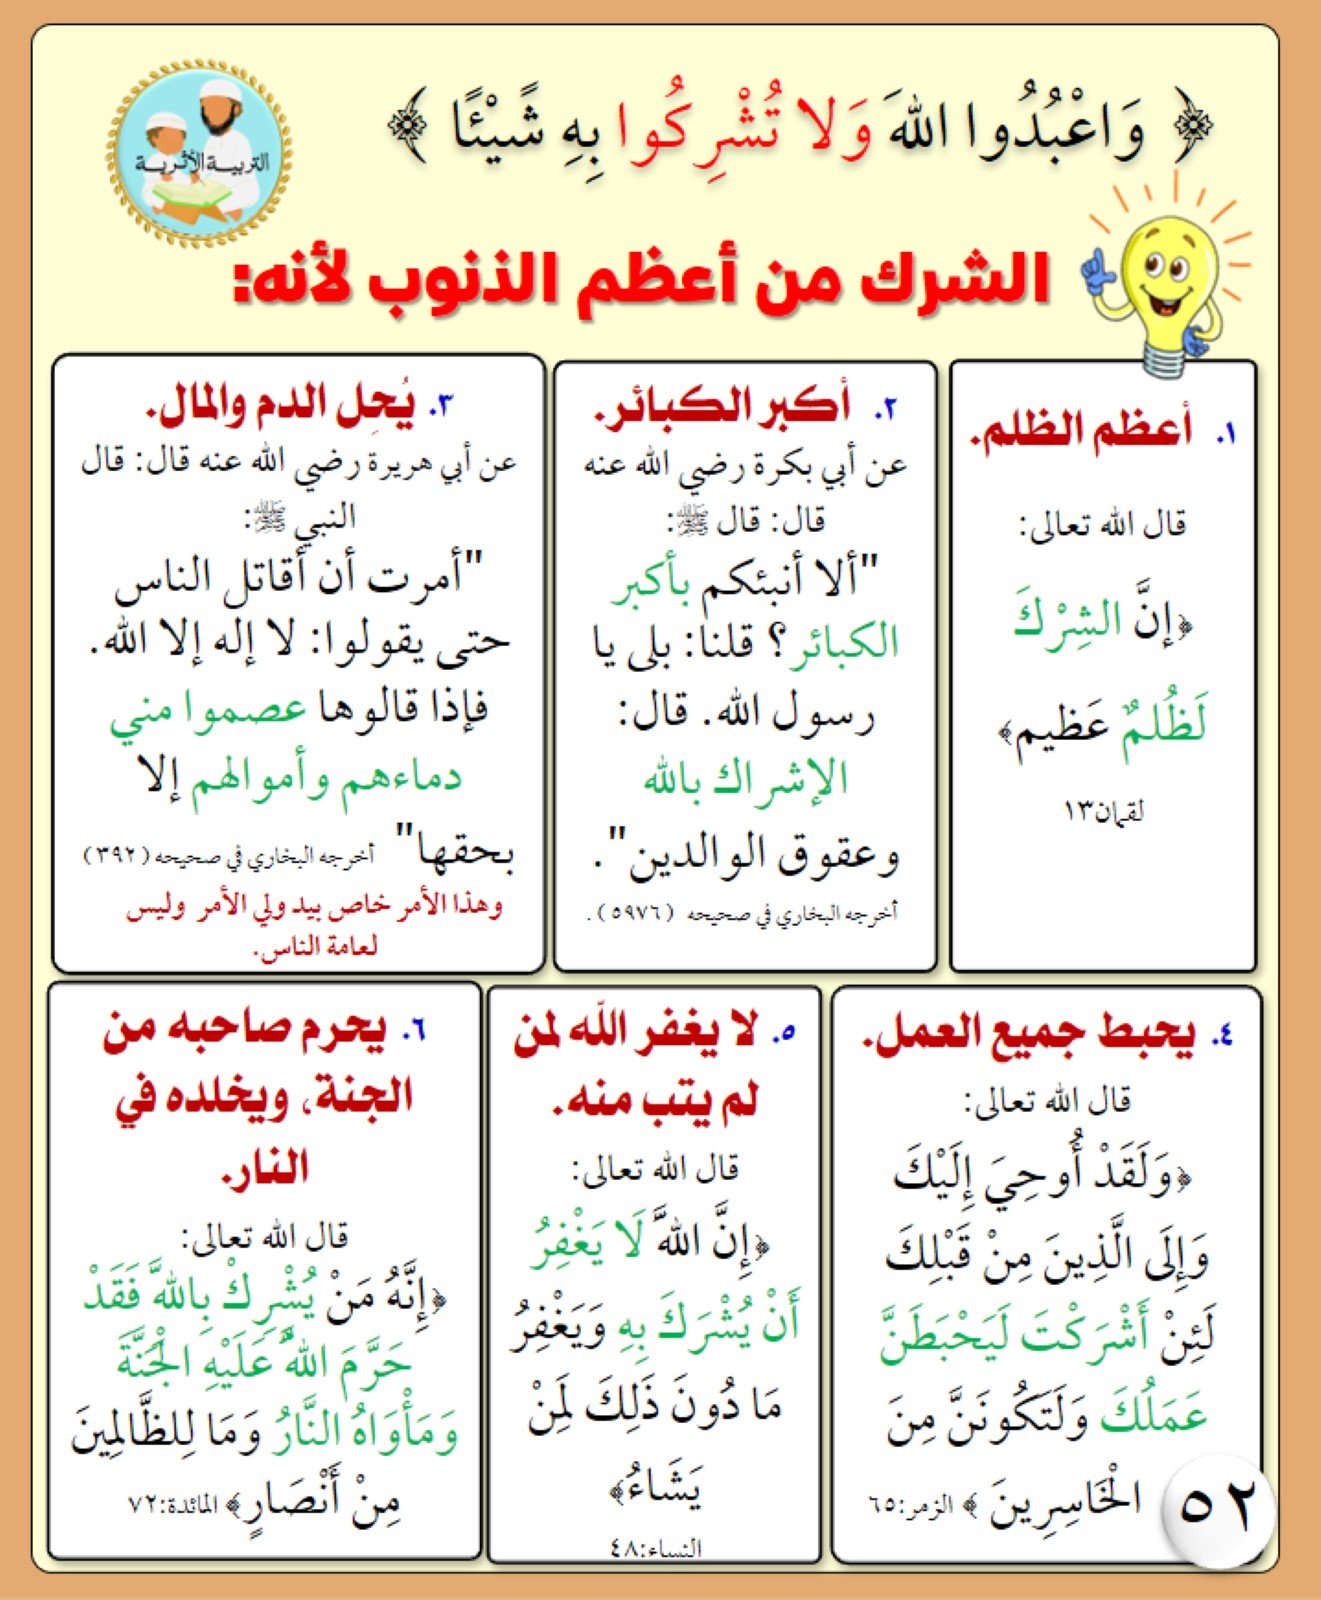 ﴿ وَاعْبُدُوا اللهَ وَلا تُشْرِكُوا بِهِ شَيْئًا ﴾
التربيـة الأثريـة
الشرك من أعظم الذنوب لأنه:
١. أعظم الظلم.
قال الله تعالى:
﴿إنَّ الشِرْكَ
لَظُلمٌ عَظيم﴾
لقمان١٣
٢. أكبر الكبائر.
عن أبي بكرة رضي الله عنه
قال: قال ﷺ:
"ألا أنبئكم بأكبر
الكبائر؟ قلنا: بلى يا
رسول الله. قال:
الإشراك بالله
وعقوق الوالدين".
أخرجه البخاري في صحيحه (٥٩٧٦).
٣. يُحِل الدم والمال.
عن أبي هريرة رضي الله عنه قال: قال
النبي ﷺ:
"أمرت أن أقاتل الناس
حتى يقولوا: لا إله إلا الله.
فإذا قالوها عصموا مني
دماءهم وأموالهم إلا
بحقها" أخرجه البخاري في صحيحه (٣٩٢)
وهذا الأمر خاص بيد ولي الأمر وليس
لعامة الناس.
٤. يحبط جميع العمل.
قال الله تعالى:
﴿وَلَقَدْ أُوحِيَ إِلَيْكَ
وَإِلَى الَّذِينَ مِنْ قَبْلِكَ
لَئِنْ أَشْرَكْتَ لَيَحْبَطَنَّ
عَمَلُكَ وَلَتَكُونَنَّ مِنَ
الْخَاسِرِينَ ﴾ الزمر:٦٥
٥. لا يغفر الله لمن
لم يتب منه.
قال الله تعالى:
﴿إِنَّ اللهَّ لَا يَغْفِرُ
أَنْ يُشْرَكَ بِهِ وَيَغْفِرُ
مَا دُونَ ذَلِكَ لِمَنْ
يَشَاءُ﴾
النساء:٤٨
٦. يحرم صاحبه من
الجنة، ويخلده في
النار.
قال الله تعالى:
﴿إِنَّهُ مَنْ يُشْرِكْ بِاللهَّ فَقَدْ
حَرَّمَ اللهُّ عَلَيْهِ الْجَنَّةَ
وَمَأْوَاهُ النَّارُ وَمَا لِلظَّالِمِينَ
مِنْ أَنْصَارٍ﴾ المائدة:٧٢
٥٢